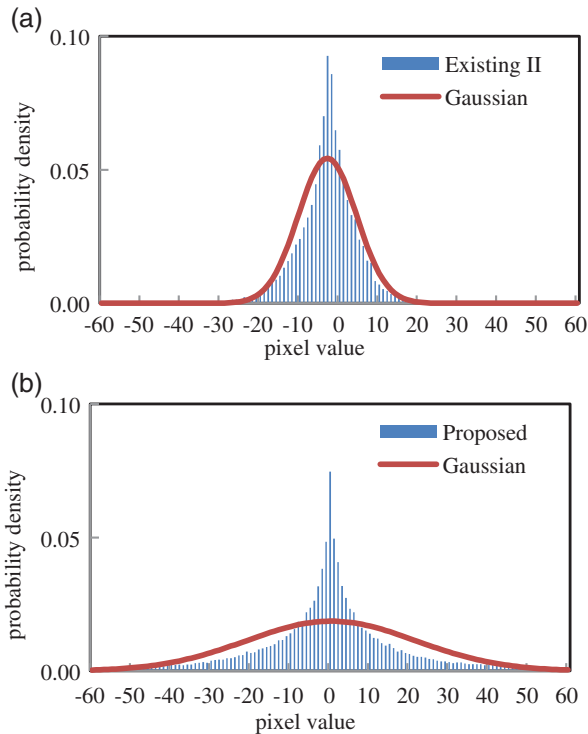 (a)
0.10
Existing II
Gaussian
0.05
probability density
0.00
-60 -50 -40 -30 -20 -10 0 10 20 30 40 50 60
pixel value
(b)
0.10
Proposed
Gaussian
0.05
probability density
0.00
-60 -50 -40 -30 -20 -10 0 10 20 30 40 50 60
pixel value